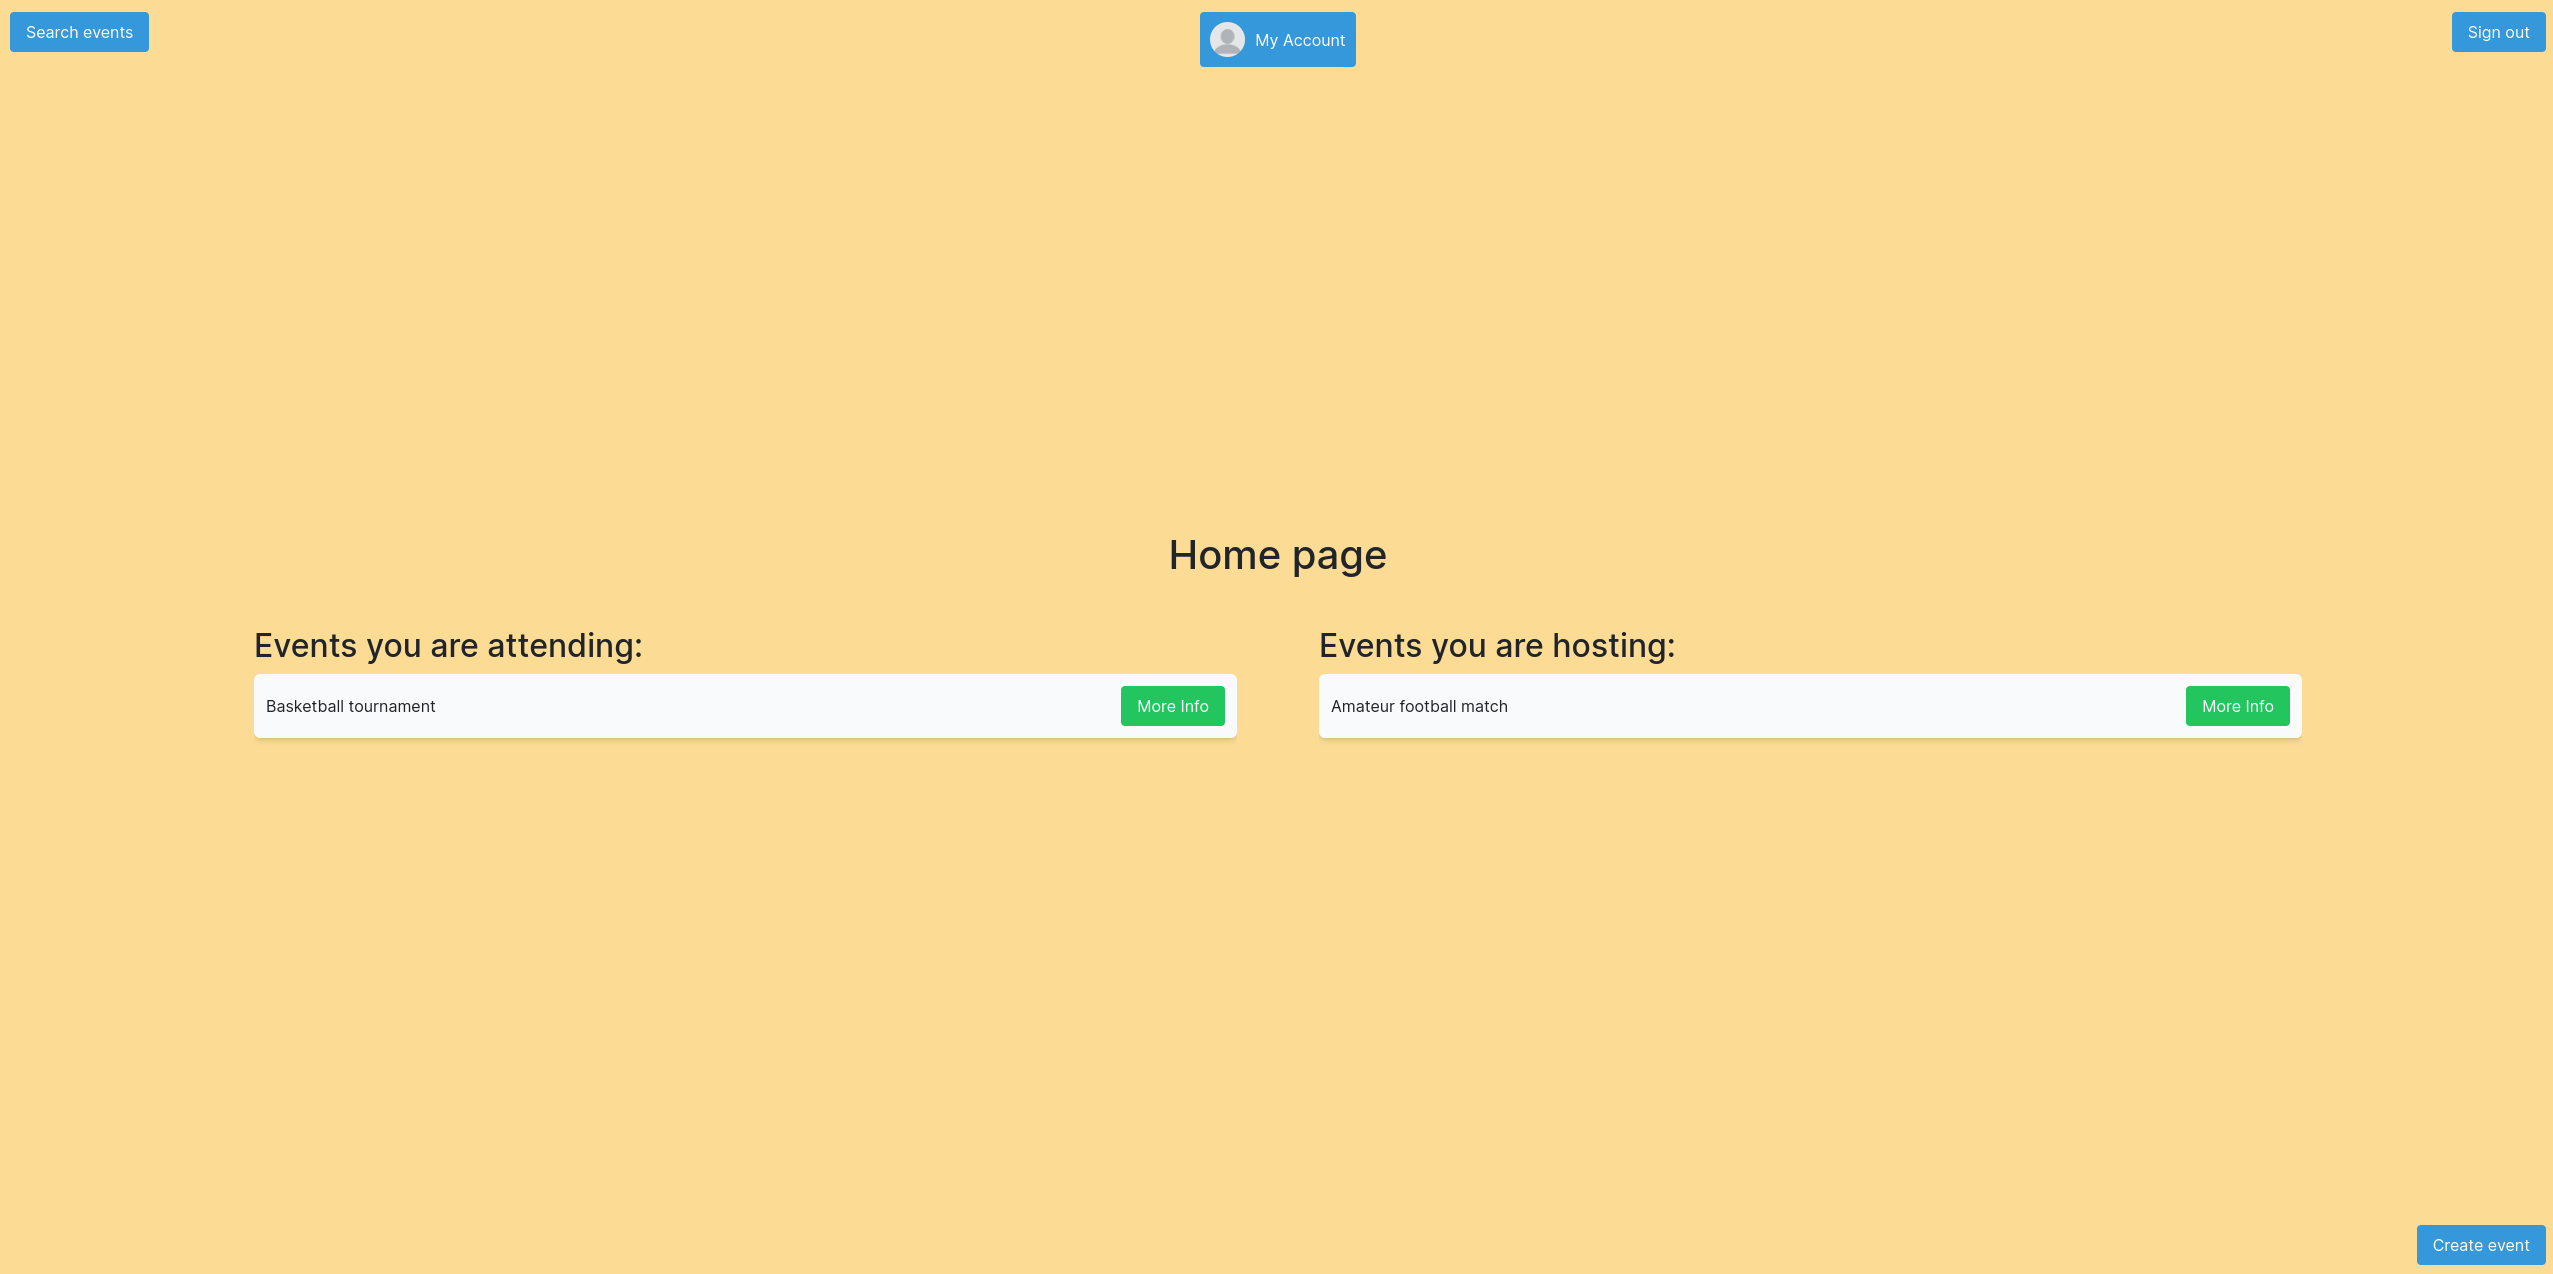 Search events
My Account
Sign out
Home page
Events you are attending:
Basketball tournament
More Info
Events you are hosting:
Amateur football match
More Info
Create event